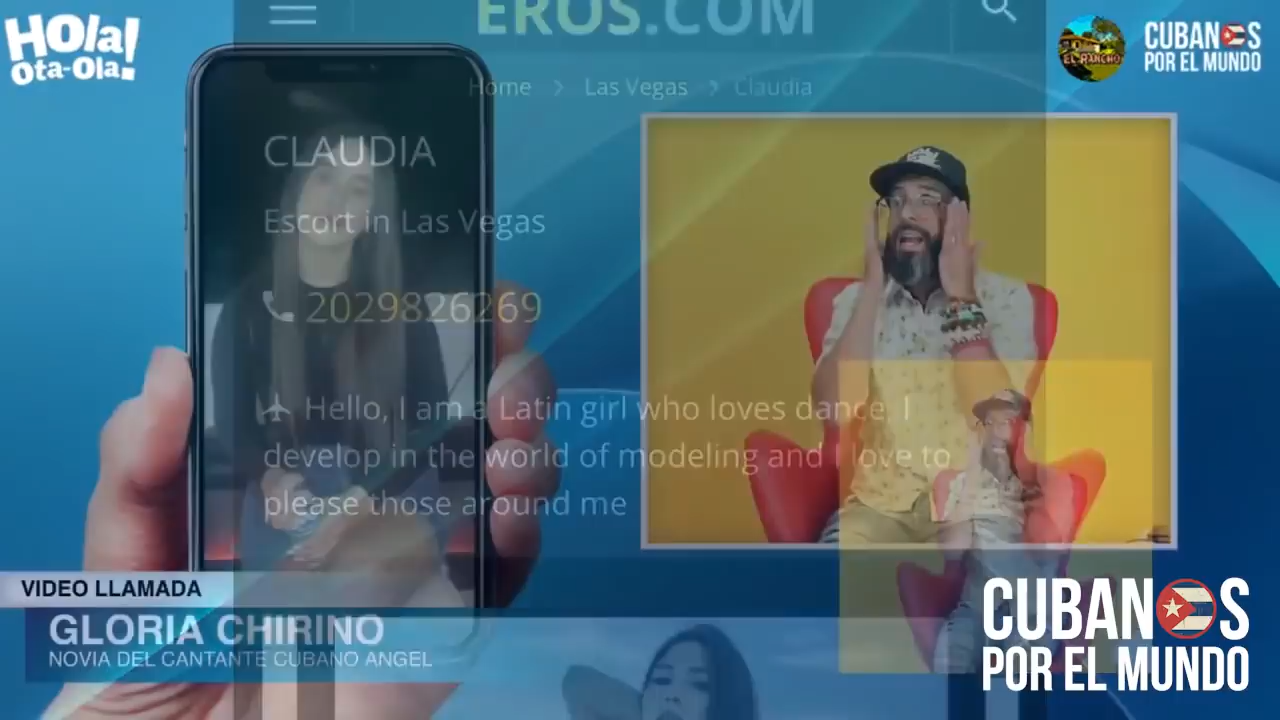 HOla!
Ota-Ola!
EROS.COM
EL RANCHO
CUBANOS
POR EL MUNDO
Home > Las Vegas > Claudia
CLAUDIA
Escort in Las Vegas
2029826269
Hello, I am a Latin girl who loves dance, I
develop in the world of modeling and I love to
please those around me
VIDEO LLAMADA
GLORIA CHIRINO
NOVIA DEL CANTANTE CUBANO ANGEL
CUBANOS
POR EL MUNDO